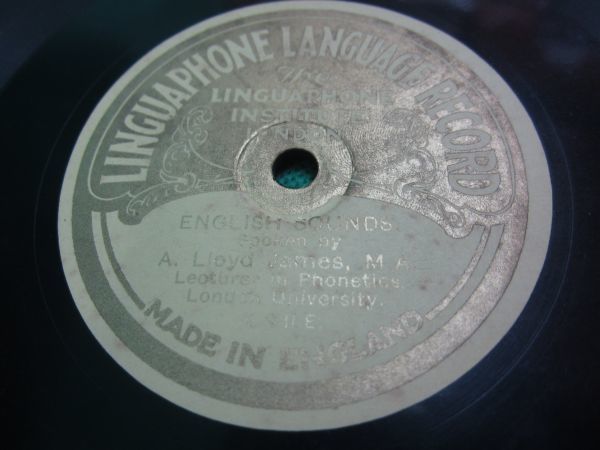 LINGUAPHONE LANGUAGE RECORD
The
LINGUAPHONE
INSTITUTE
LONDON
ENGLISH SOUNDS
Spoken by
A. Lloyd James, M.A.
Lecturer in Phonetics,
London University.
MADE IN ENGLAND